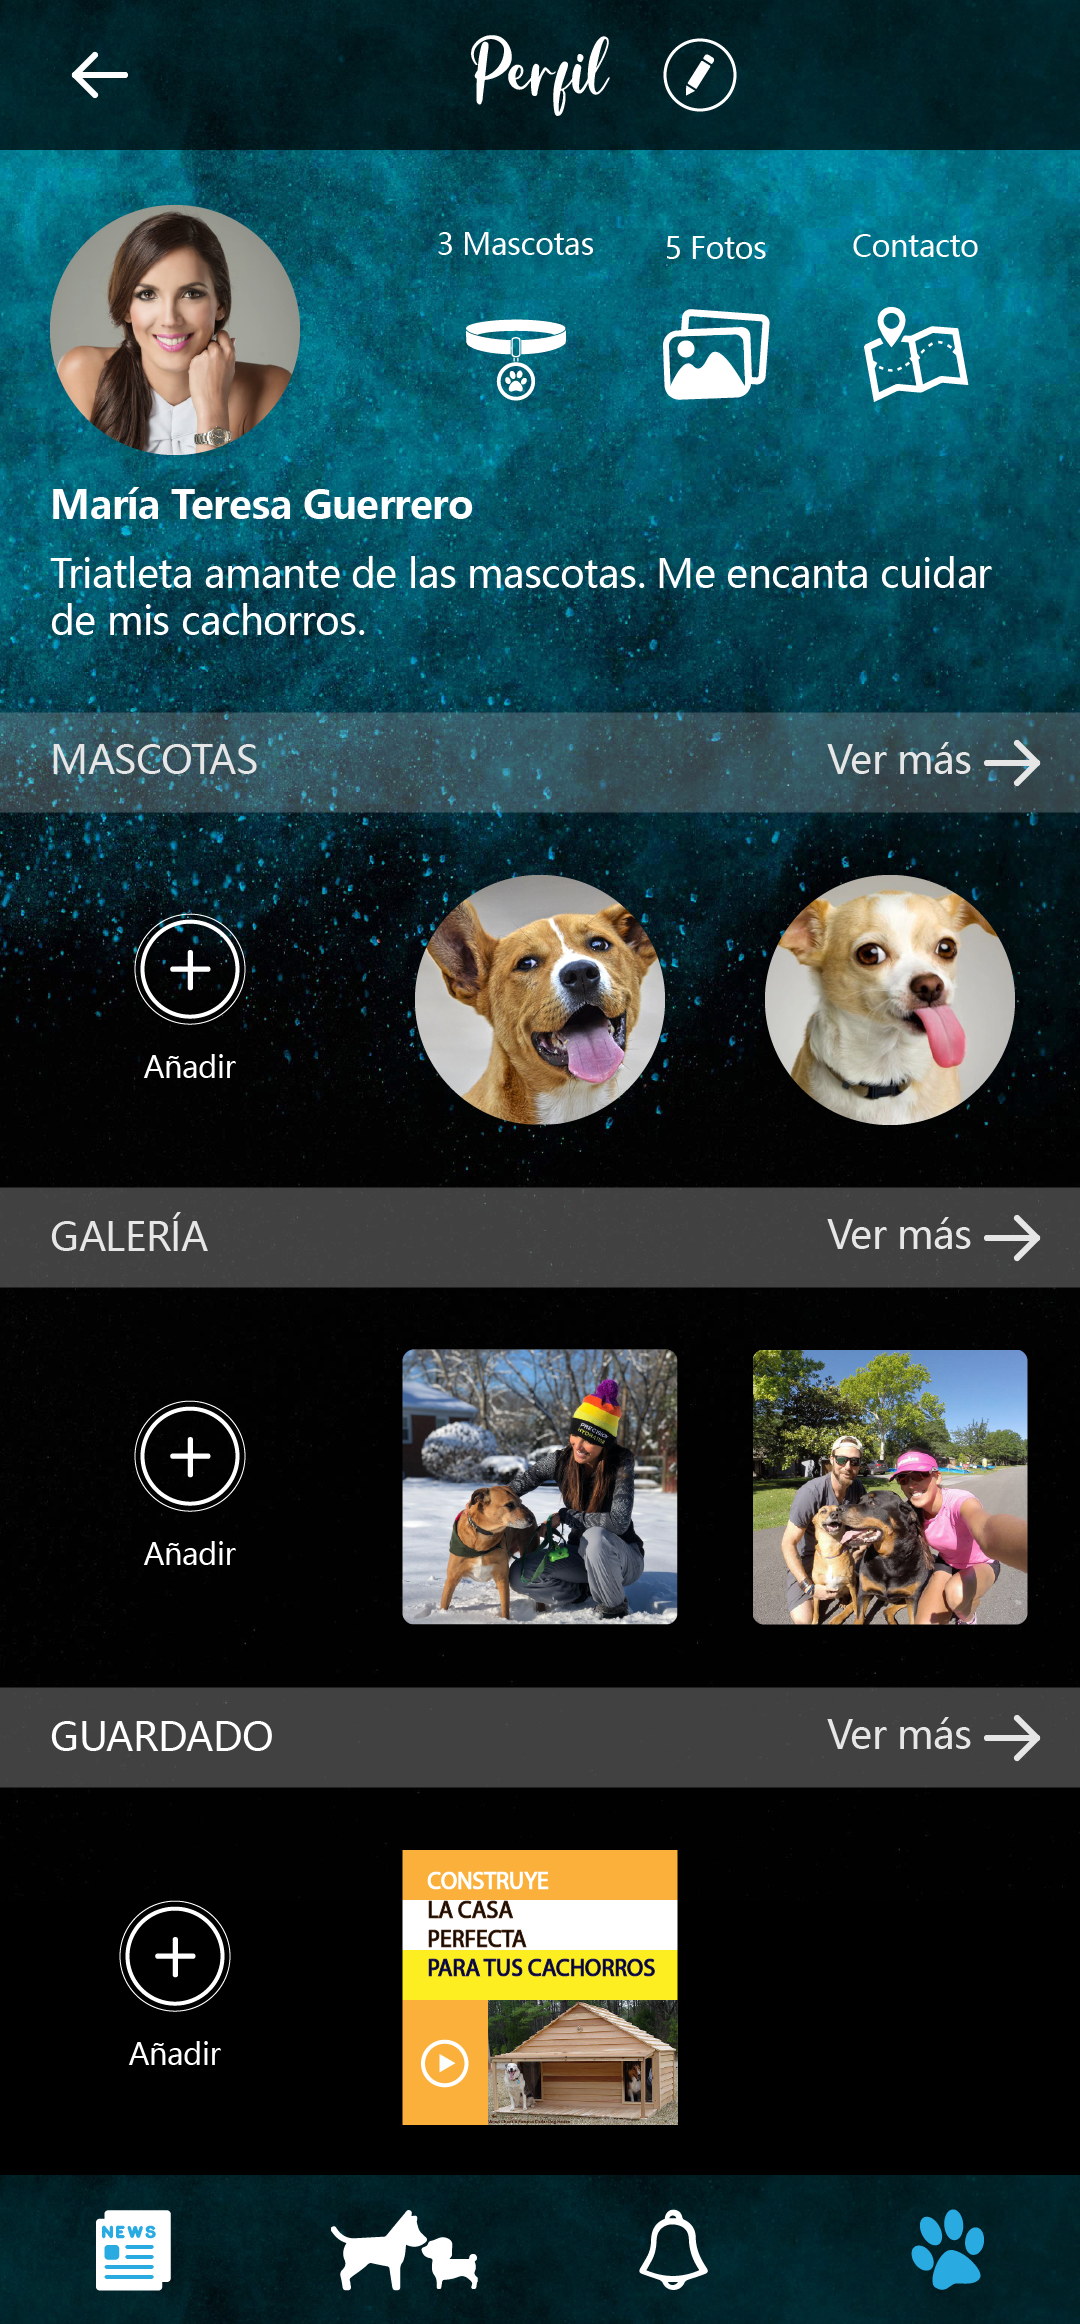 Perfil
3 Mascotas
5 Fotos
Contacto
María Teresa Guerrero
Triatleta amante de las mascotas. Me encanta cuidar
de mis cachorros.
MASCOTAS
Ver más
Añadir
GALERÍA
Ver más
Añadir
GUARDADO
Ver más
Añadir
CONSTRUYE
LA CASA
PERFECTA
PARA TUS CACHORROS
NEWS